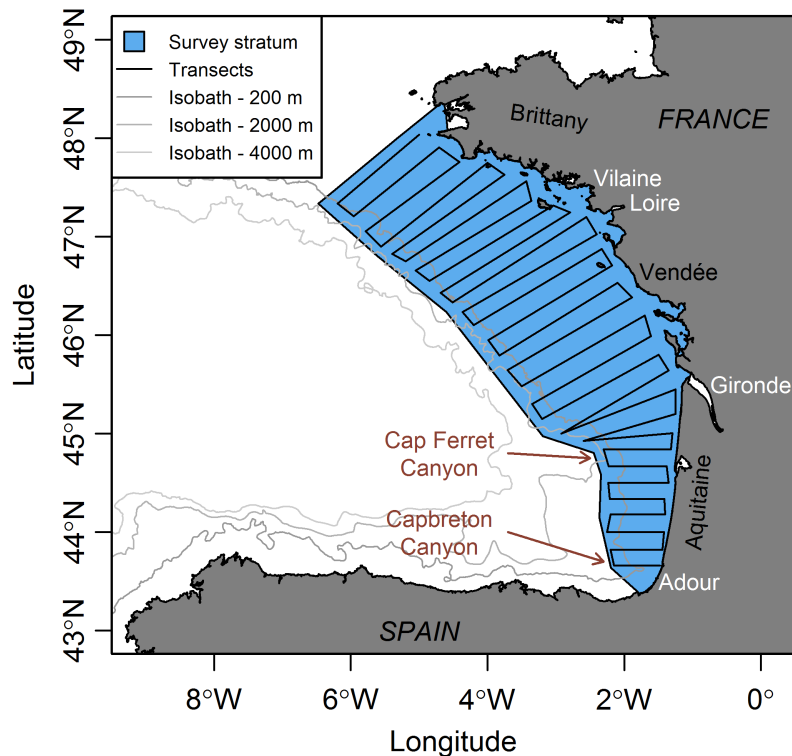 Survey stratum
Transects
Isobath - 200 m
Isobath - 2000 m
Isobath - 4000 m
Brittany
FRANCE
Vilaine
Loire
Vendée
Gironde
Cap Ferret
Canyon
Aquitaine
Capbreton
Canyon
Adour
SPAIN
49°N
48°N
47°N
46°N
45°N
44°N
43°N
Latitude
8°W
6°W
4°W
2°W
0°
Longitude